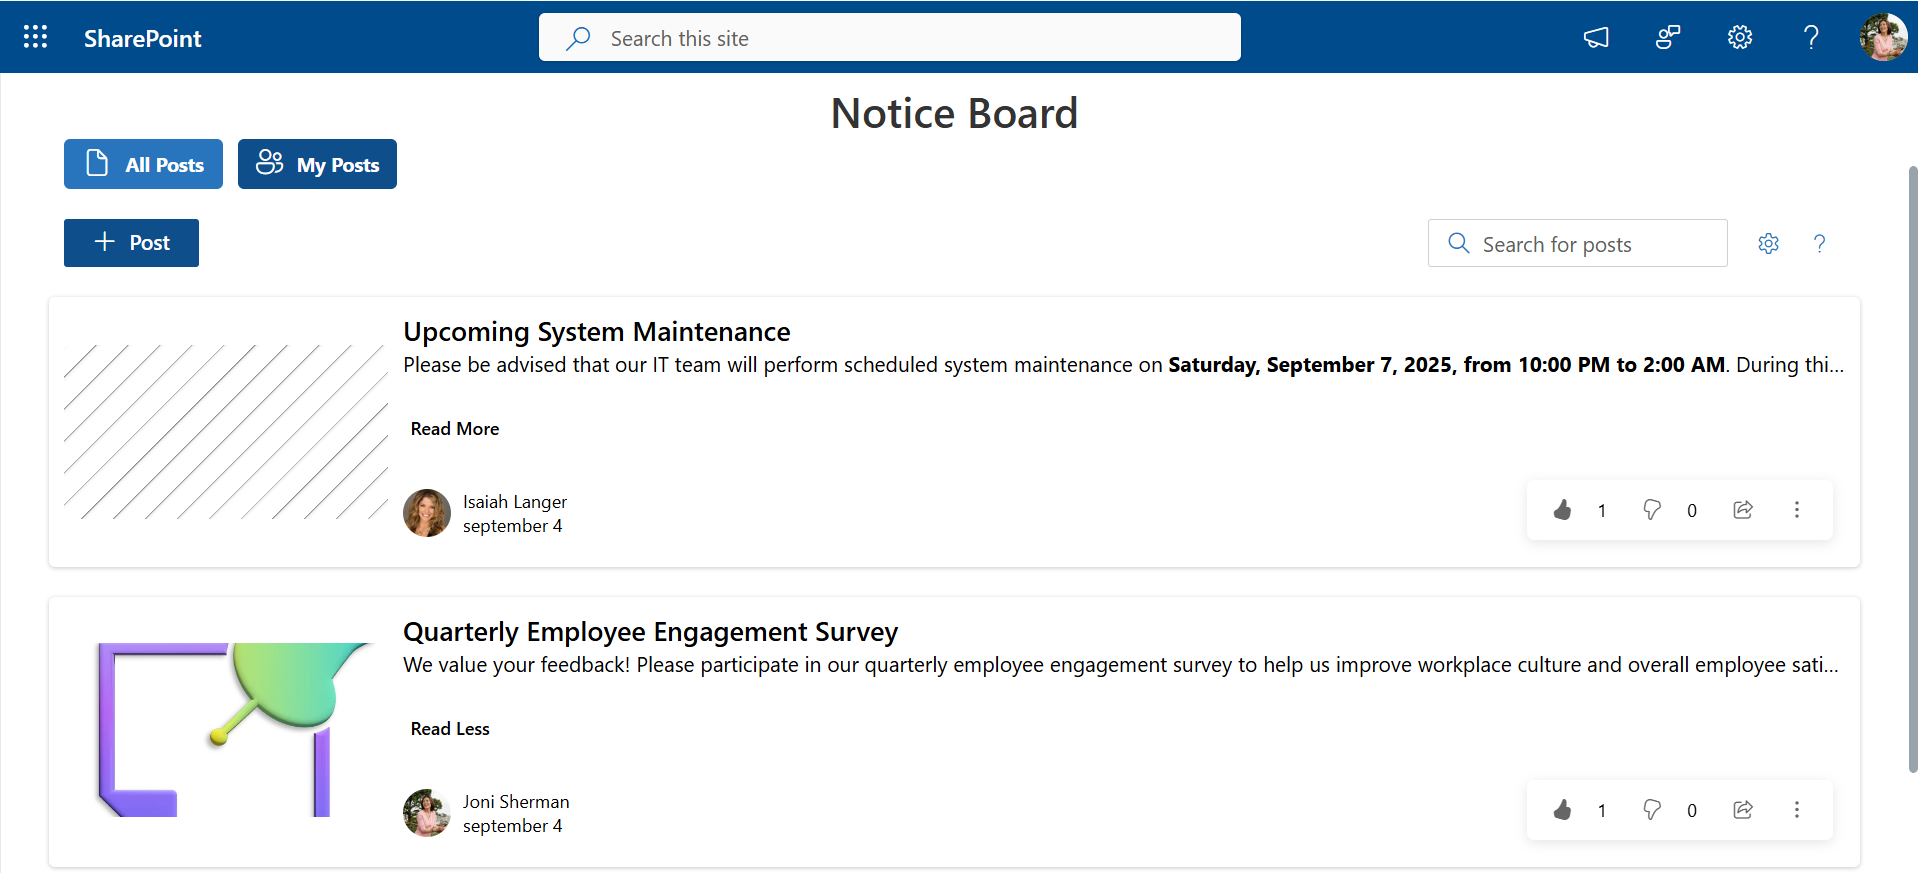 SharePoint
Search this site
Notice Board
All Posts
My Posts
Post
Search for posts
Upcoming System Maintenance
Please be advised that our IT team will perform scheduled system maintenance on Saturday, September 7, 2025, from 10:00 PM to 2:00 AM. During thi...
Read More
Isaiah Langer
september 4
1
0
Quarterly Employee Engagement Survey
We value your feedback! Please participate in our quarterly employee engagement survey to help us improve workplace culture and overall employee sati...
Read Less
Joni Sherman
september 4
1
0